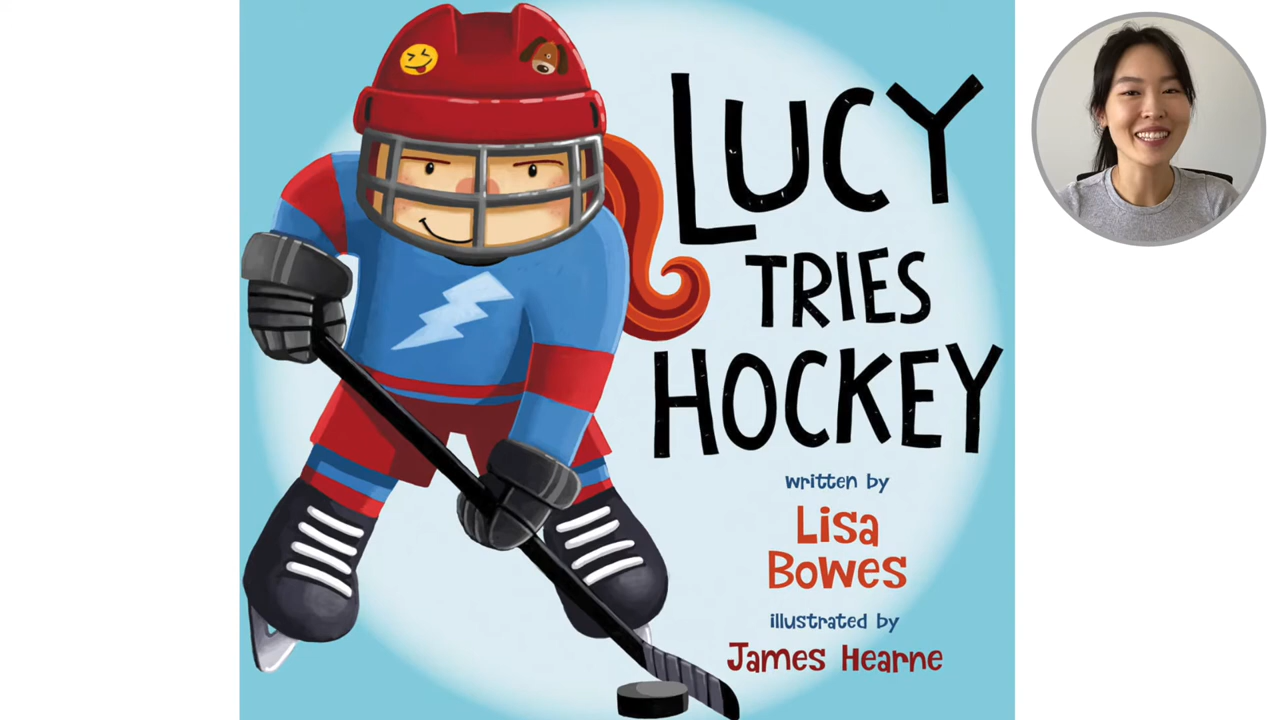 LUCY
TRIES
HOCKEY
written by
Lisa
Bowes
illustrated by
James Hearne